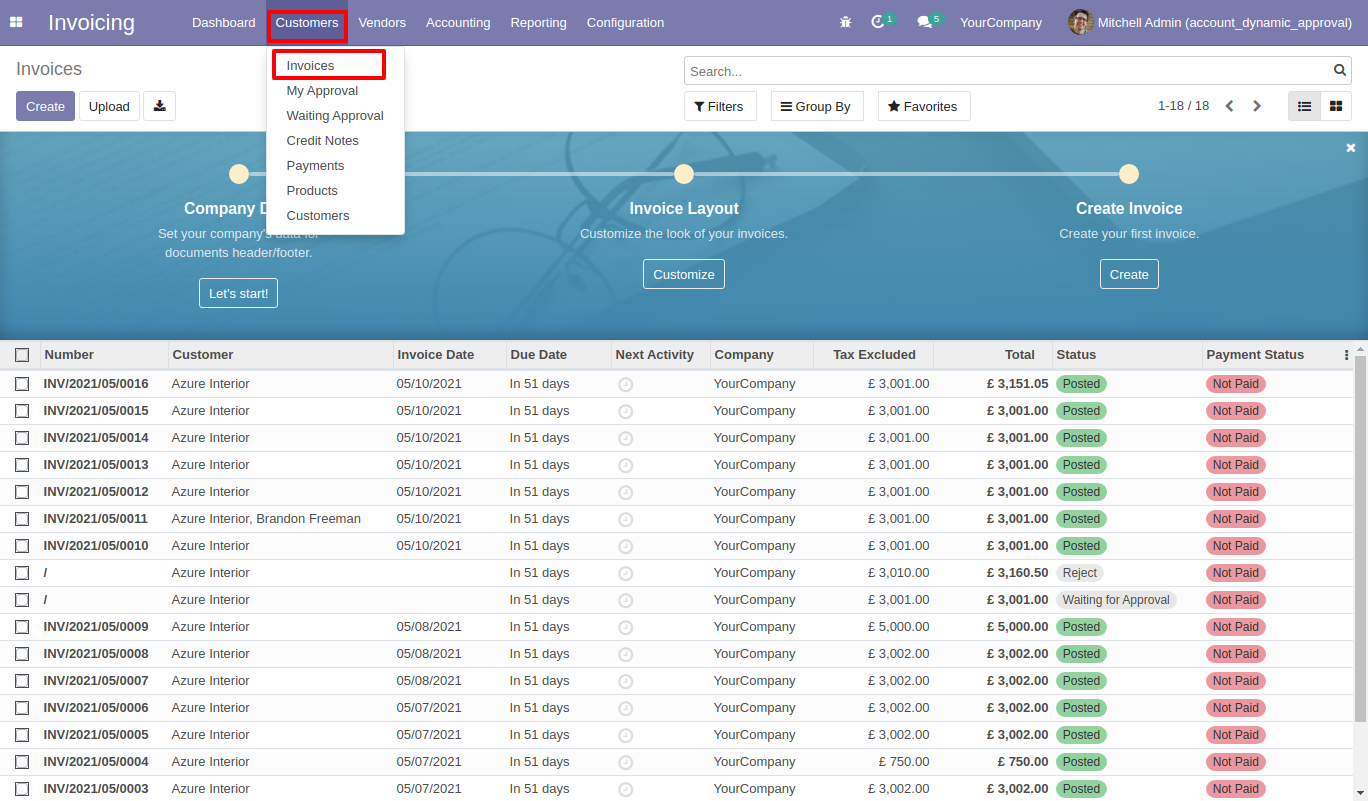 Invoicing Dashboard Customers Vendors Accounting Reporting Configuration 1 5 YourCompany Mitchell Admin (account_dynamic_approval)
Invoices
My Approval
Waiting Approval
Credit Notes
Payments
Products
Customers
Invoices Search...
Create Upload Filters Group By Favorites 1-18 / 18
Company D Invoice Layout Create Invoice
Set your company's data for Customize the look of your invoices. Create your first invoice.
documents header/footer.
Let's start! Customize Create
Number Customer Invoice Date Due Date Next Activity Company Tax Excluded Total Status Payment Status
INV/2021/05/0016 Azure Interior 05/10/2021 In 51 days YourCompany £ 3,001.00 £ 3,151.05 Posted Not Paid
INV/2021/05/0015 Azure Interior 05/10/2021 In 51 days YourCompany £ 3,001.00 £ 3,001.00 Posted Not Paid
INV/2021/05/0014 Azure Interior 05/10/2021 In 51 days YourCompany £ 3,001.00 £ 3,001.00 Posted Not Paid
INV/2021/05/0013 Azure Interior 05/10/2021 In 51 days YourCompany £ 3,001.00 £ 3,001.00 Posted Not Paid
INV/2021/05/0012 Azure Interior 05/10/2021 In 51 days YourCompany £ 3,001.00 £ 3,001.00 Posted Not Paid
INV/2021/05/0011 Azure Interior, Brandon Freeman 05/10/2021 In 51 days YourCompany £ 3,001.00 £ 3,001.00 Posted Not Paid
INV/2021/05/0010 Azure Interior 05/10/2021 In 51 days YourCompany £ 3,001.00 £ 3,001.00 Posted Not Paid
/ Azure Interior In 51 days YourCompany £ 3,010.00 £ 3,160.50 Reject Not Paid
/ Azure Interior In 51 days YourCompany £ 3,001.00 £ 3,001.00 Waiting for Approval Not Paid
INV/2021/05/0009 Azure Interior 05/08/2021 In 51 days YourCompany £ 5,000.00 £ 5,000.00 Posted Not Paid
INV/2021/05/0008 Azure Interior 05/08/2021 In 51 days YourCompany £ 3,002.00 £ 3,002.00 Posted Not Paid
INV/2021/05/0007 Azure Interior 05/08/2021 In 51 days YourCompany £ 3,002.00 £ 3,002.00 Posted Not Paid
INV/2021/05/0006 Azure Interior 05/07/2021 In 51 days YourCompany £ 3,002.00 £ 3,002.00 Posted Not Paid
INV/2021/05/0005 Azure Interior 05/07/2021 In 51 days YourCompany £ 3,002.00 £ 3,002.00 Posted Not Paid
INV/2021/05/0004 Azure Interior 05/07/2021 In 51 days YourCompany £ 750.00 £ 750.00 Posted Not Paid
INV/2021/05/0003 Azure Interior 05/07/2021 In 51 days YourCompany £ 3,002.00 £ 3,002.00 Posted Not Paid